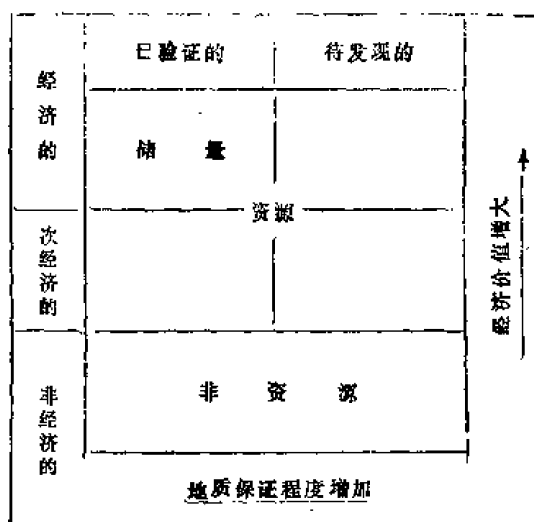 已验证的 待发现的
经济的
储量
资源
次经济的
经济价值增大
非经济的
非资源
地质保证程度增加